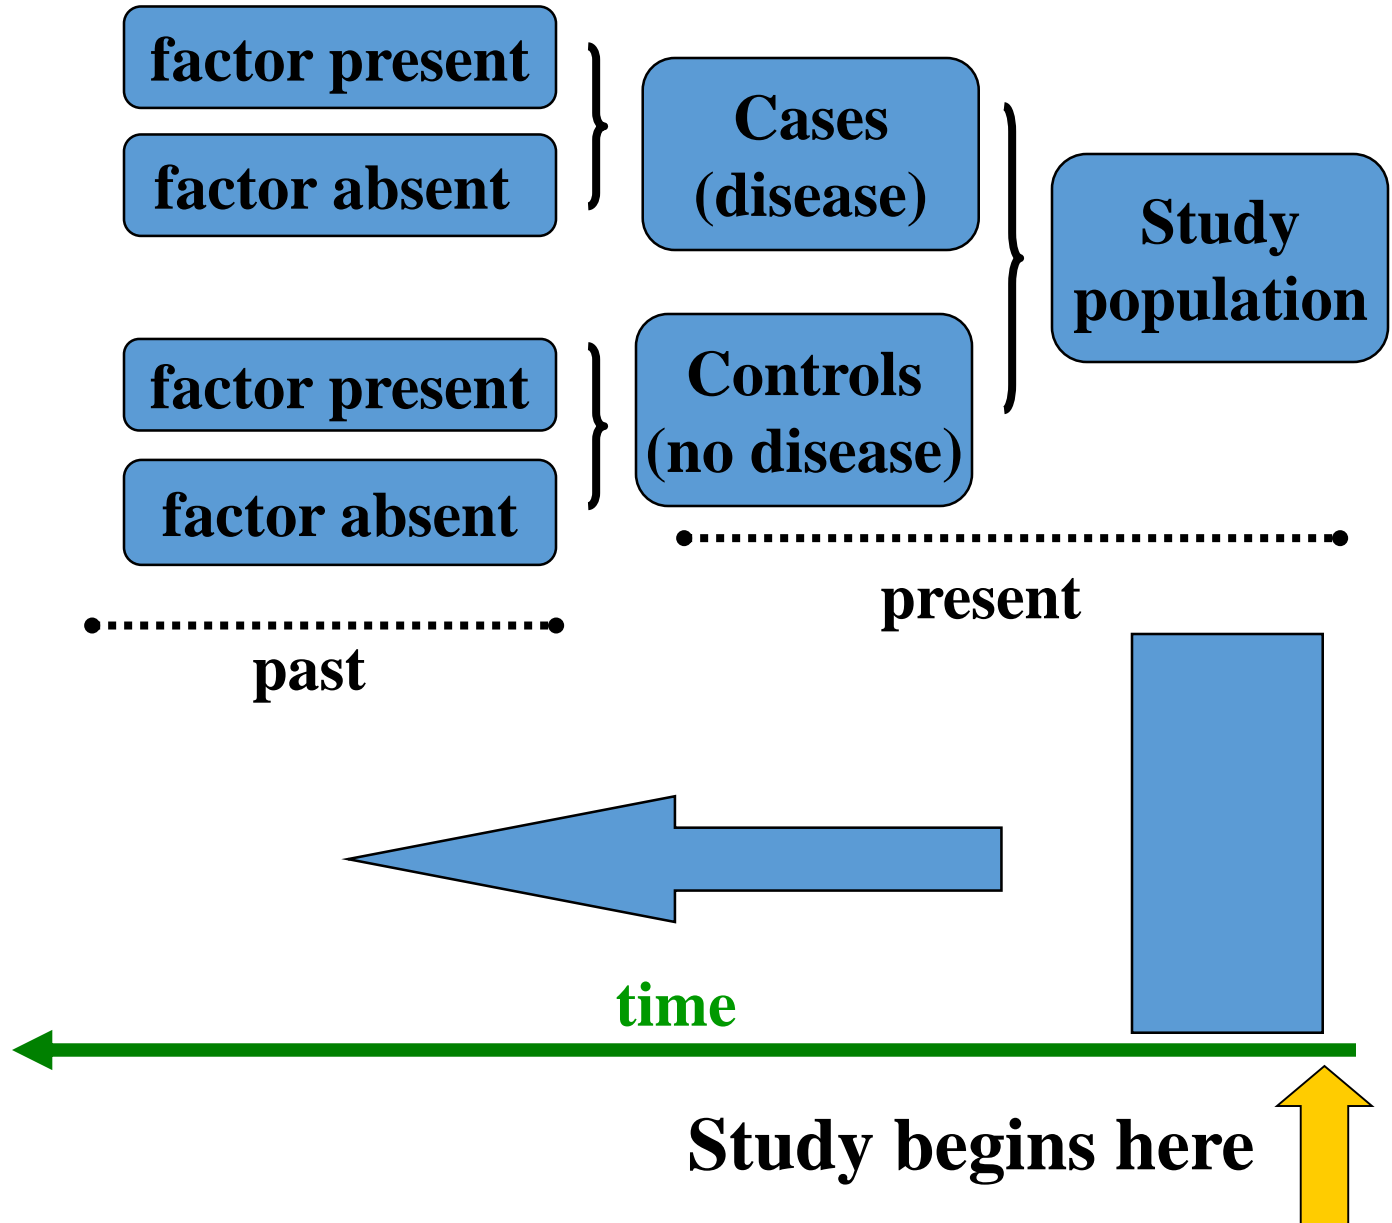 factor present
factor absent
Cases
(disease)
Study
population
factor present
factor absent
Controls
(no disease)
present
past
time
Study begins here